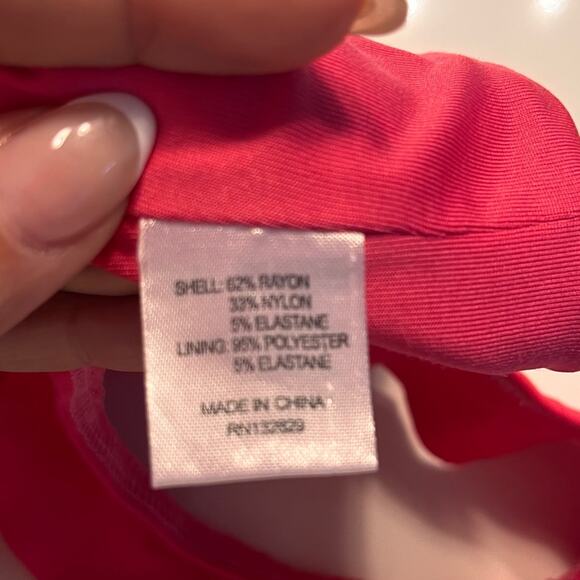 SHELL: 62% RAYON
33% NYLON
5% ELASTANE
LINING: 95% POLYESTER
5% ELASTANE
MADE IN CHINA
RN132829